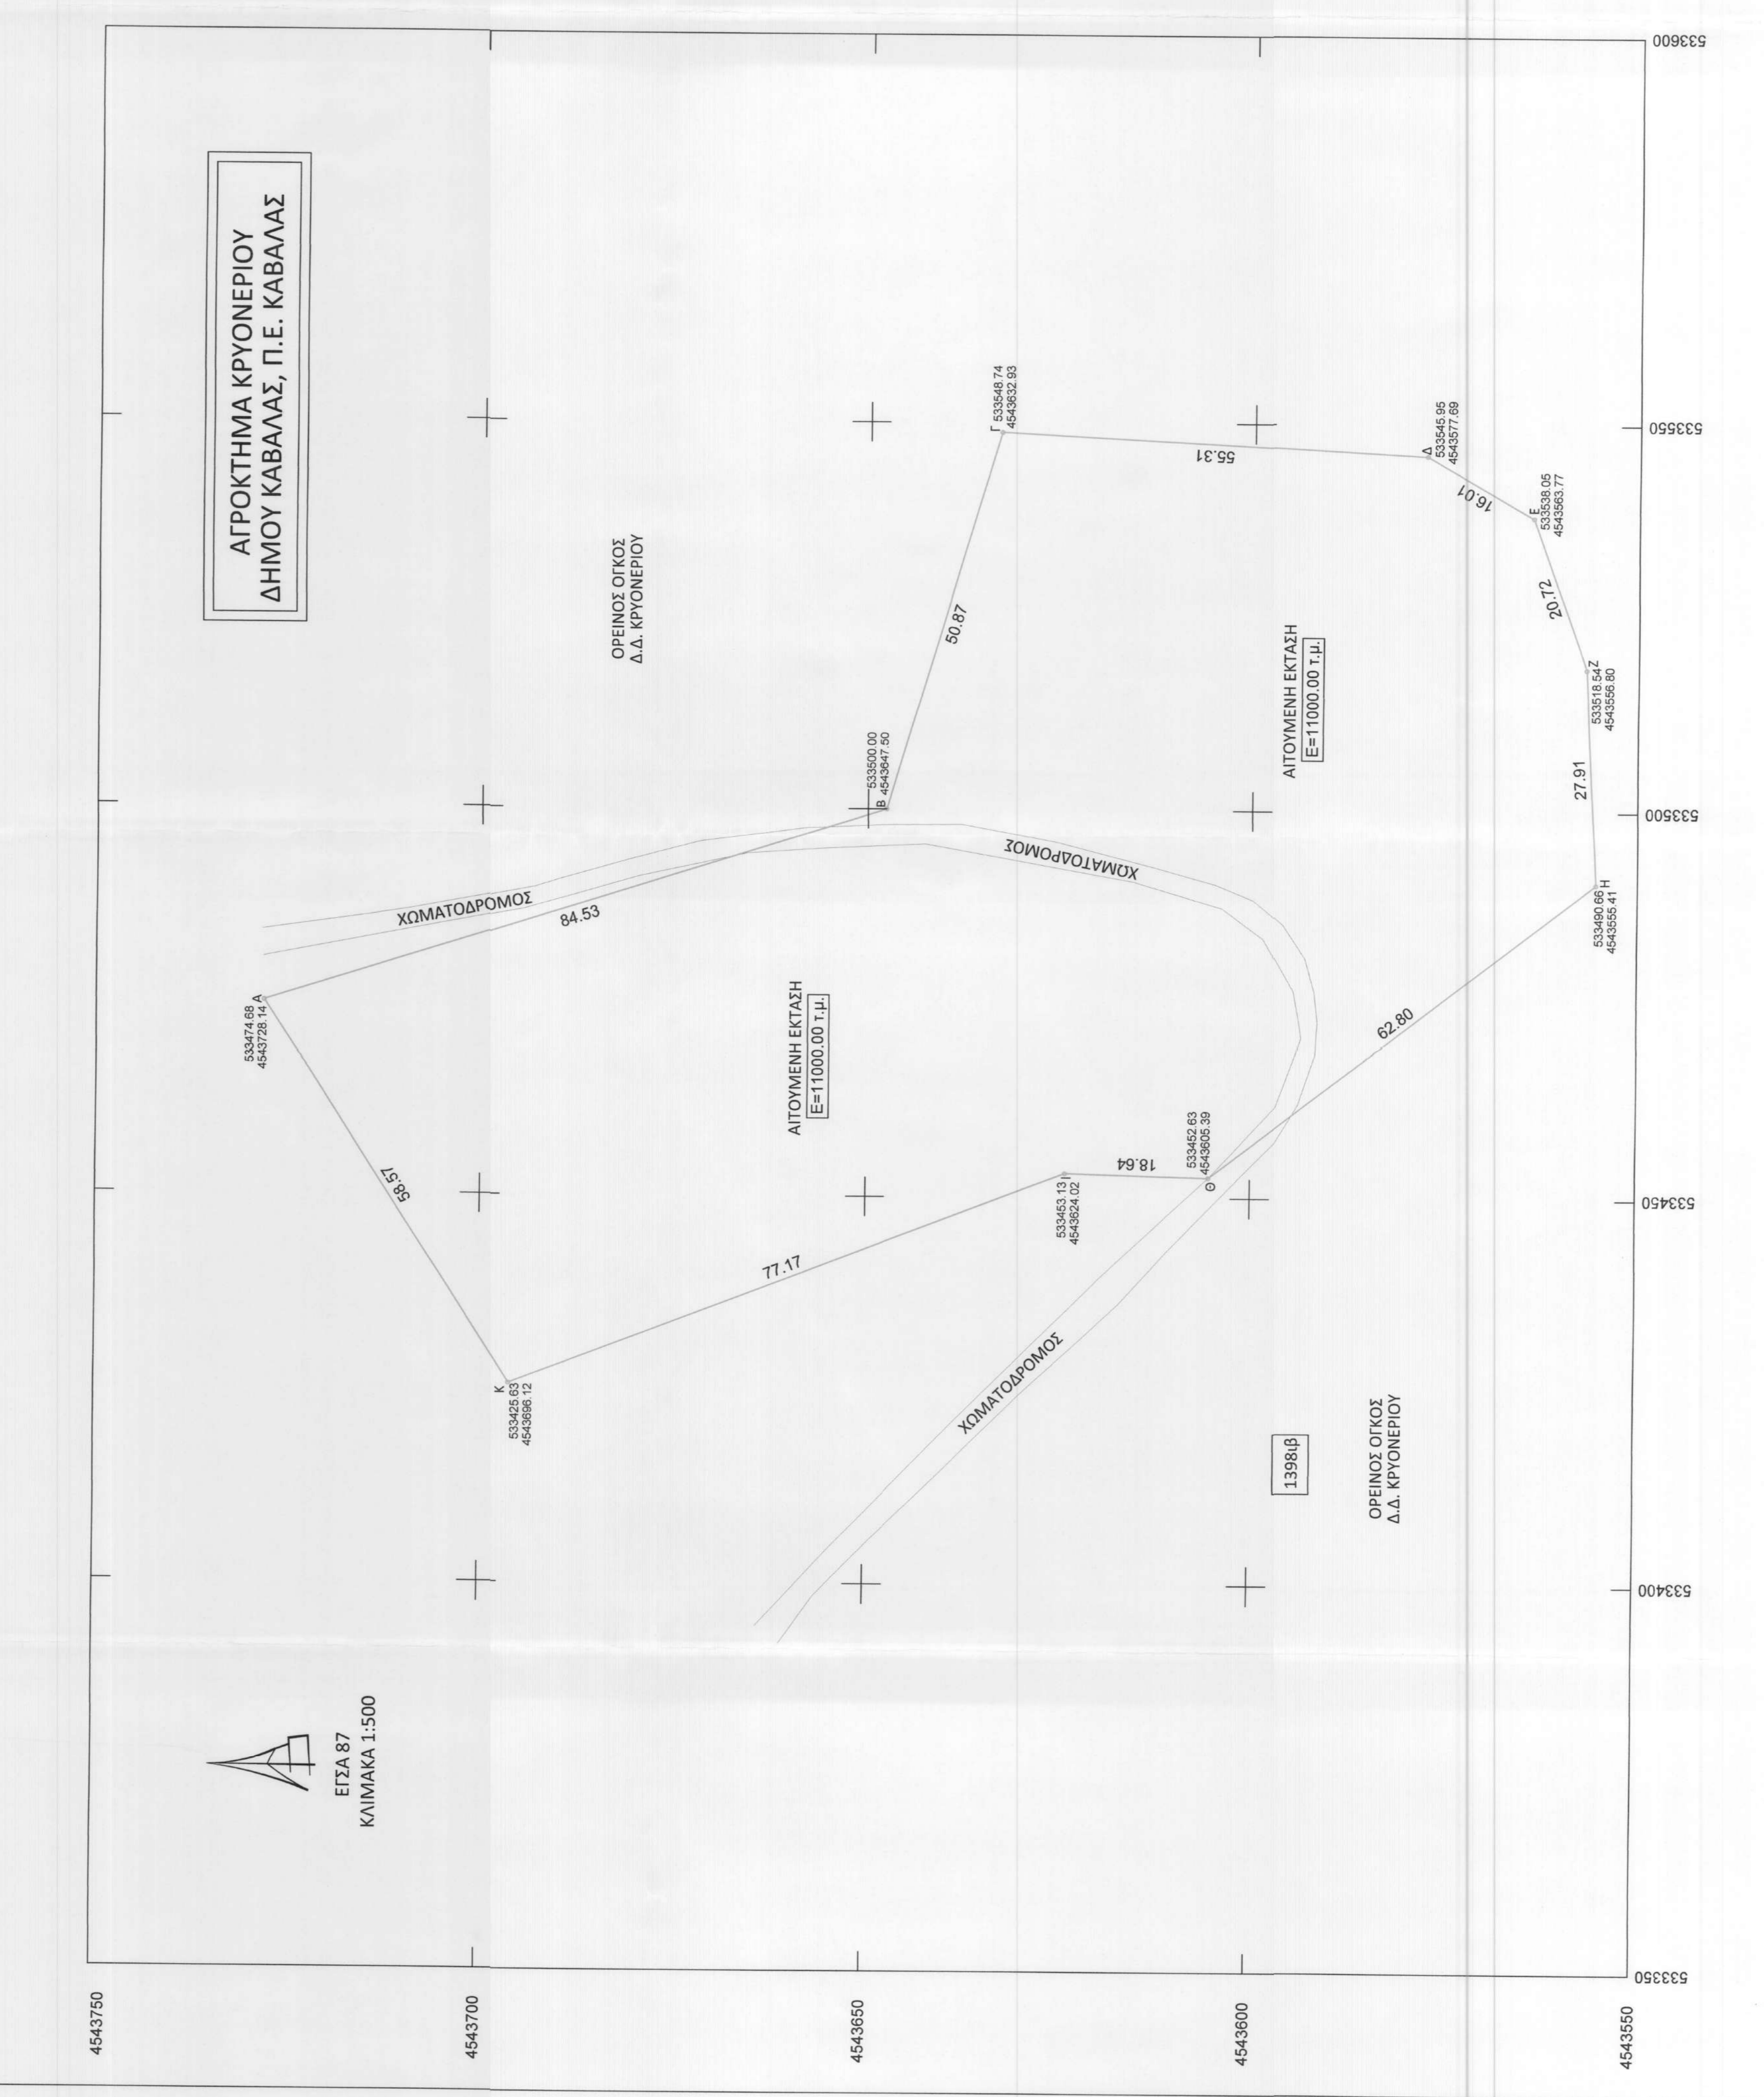 ΑΓΡΟΚΤΗΜΑ ΚΡΥΟΝΕΡΙΟΥ
ΔΗΜΟΥ ΚΑΒΑΛΑΣ, Π.Ε. ΚΑΒΑΛΑΣ
ΕΓΣΑ 87
ΚΛΙΜΑΚΑ 1:500
4543750
4543700
4543650
4543600
4543550
533350
533400
533450
533500
533550
533600
ΟΡΕΙΝΟΣ ΟΓΚΟΣ
Δ.Δ. ΚΡΥΟΝΕΡΙΟΥ
Α
533474.68
4543728.14
84.53
ΧΩΜΑΤΟΔΡΟΜΟΣ
Β
533500.00
4543647.50
50.87
Γ
533548.74
4543632.93
55.31
Δ
533545.95
4543577.69
16.01
Ε
533538.05
4543563.77
20.72
Ζ
533518.54
4543556.80
27.91
Η
533490.66
4543555.41
62.80
Θ
533452.63
4543605.39
18.64
Ι
533453.13
4543624.02
77.17
Κ
533425.63
4543696.12
58.57
ΑΙΤΟΥΜΕΝΗ ΕΚΤΑΣΗ
Ε=11000.00 τ.μ.
ΑΙΤΟΥΜΕΝΗ ΕΚΤΑΣΗ
Ε=11000.00 τ.μ.
ΧΩΜΑΤΟΔΡΟΜΟΣ
ΧΩΜΑΤΟΔΡΟΜΟΣ
1398ιβ
ΟΡΕΙΝΟΣ ΟΓΚΟΣ
Δ.Δ. ΚΡΥΟΝΕΡΙΟΥ